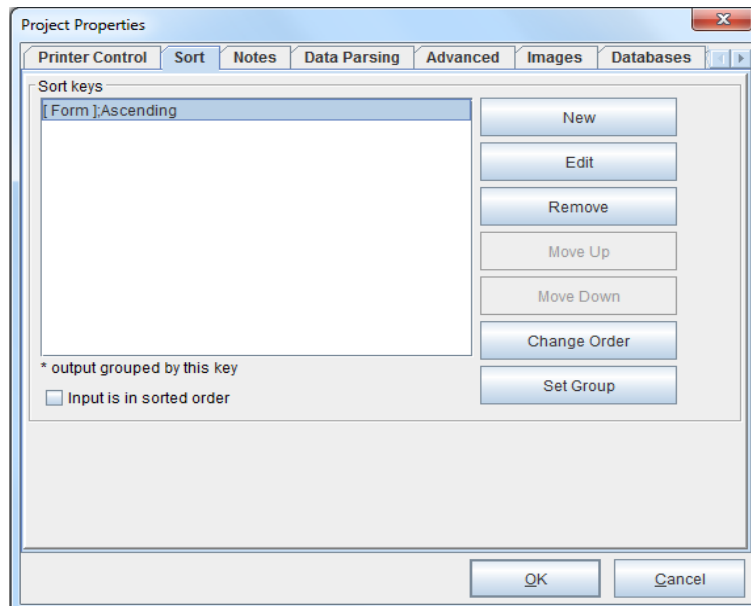 Project Properties
Printer Control Sort Notes Data Parsing Advanced Images Databases
Sort keys
[ Form ];Ascending
New
Edit
Remove
Move Up
Move Down
Change Order
Set Group
* output grouped by this key
Input is in sorted order
OK
Cancel